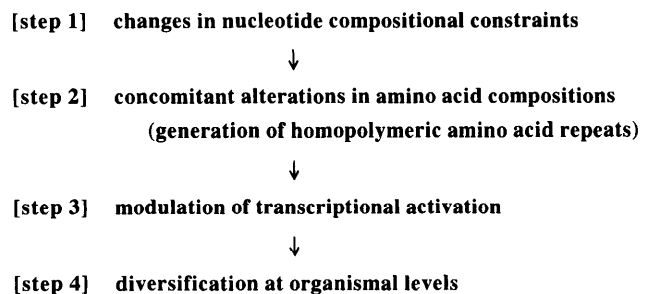 [step 1] changes in nucleotide compositional constraints
↓
[step 2] concomitant alterations in amino acid compositions
(generation of homopolymeric amino acid repeats)
↓
[step 3] modulation of transcriptional activation
↓
[step 4] diversification at organismal levels